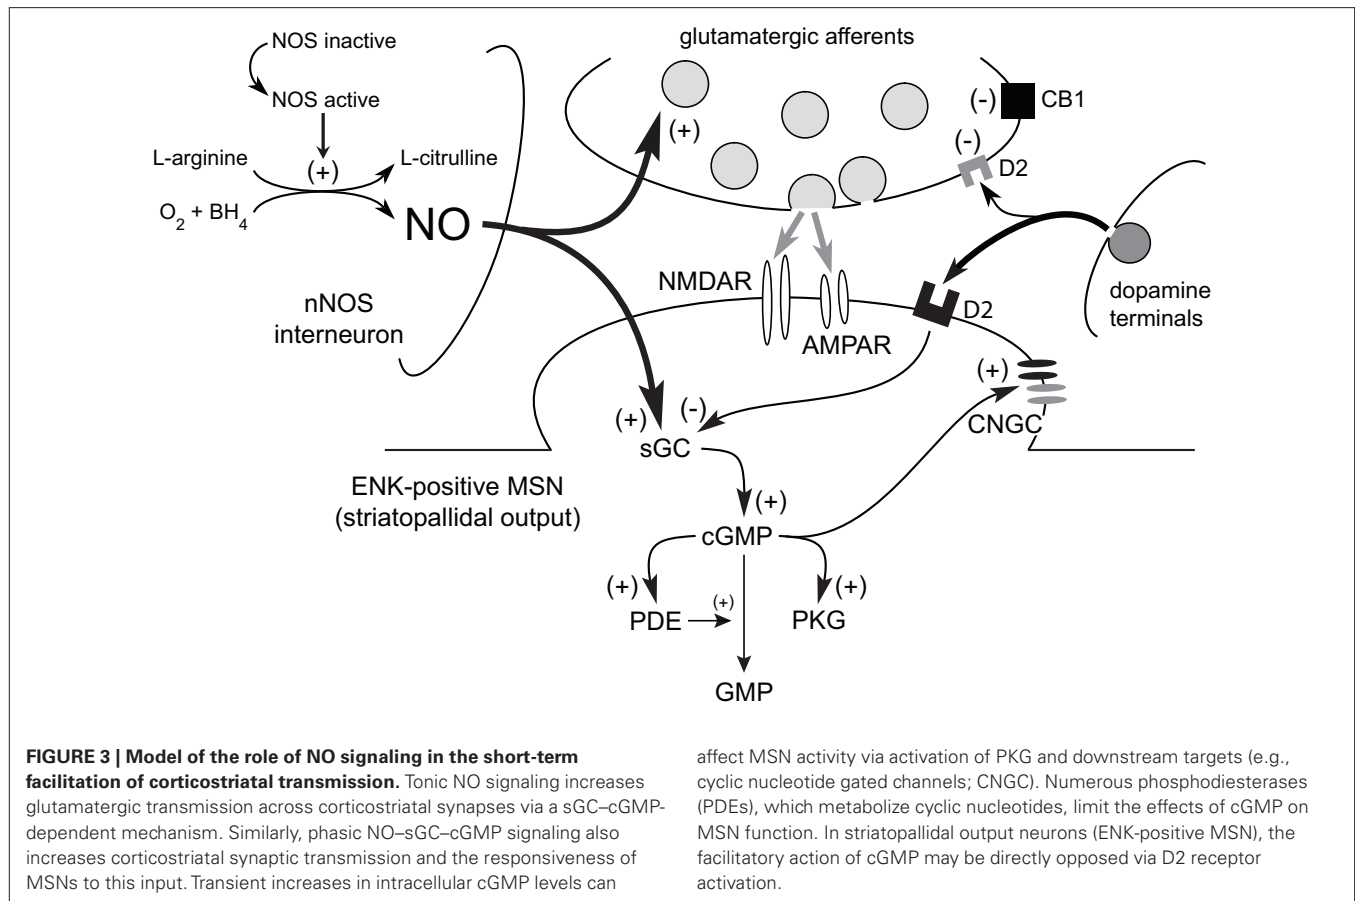 glutamatergic afferents
NOS inactive
NOS active
(-) CB1
(+)
(-)
L-arginine
(+)
L-citrulline
D2
O2 + BH4
NO
NMDAR
nNOS
interneuron
dopamine
terminals
D2
AMPAR
(+)
(-)
(+)
CNGC
sGC
ENK-positive MSN
(striatopallidal output)
(+)
cGMP
(+)
(+)
(+)
PDE
PKG
GMP
FIGURE 3 | Model of the role of NO signaling in the short-term
facilitation of corticostriatal transmission. Tonic NO signaling increases
glutamatergic transmission across corticostriatal synapses via a sGC–cGMP-
dependent mechanism. Similarly, phasic NO–sGC–cGMP signaling also
increases corticostriatal synaptic transmission and the responsiveness of
MSNs to this input. Transient increases in intracellular cGMP levels can
affect MSN activity via activation of PKG and downstream targets (e.g.,
cyclic nucleotide gated channels; CNGC). Numerous phosphodiesterases
(PDEs), which metabolize cyclic nucleotides, limit the effects of cGMP on
MSN function. In striatopallidal output neurons (ENK-positive MSN), the
facilitatory action of cGMP may be directly opposed via D2 receptor
activation.